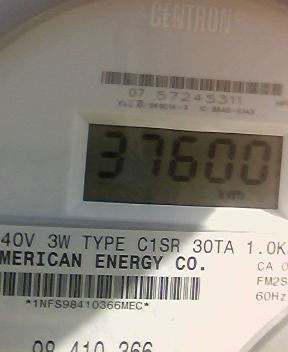 CENTRON
07 57245311
37600
kWh
40V 3W TYPE C1SR 30TA 1.0K
MERICAN ENERGY CO.
CA 0
FM2S
60Hz
*1NFS98410366MEC*
98 410 366